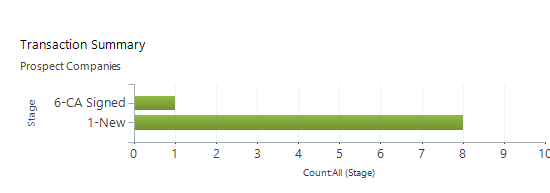 Transaction Summary
Prospect Companies
Stage
6-CA Signed
1-New
0 1 2 3 4 5 6 7 8 9 10
Count:All (Stage)